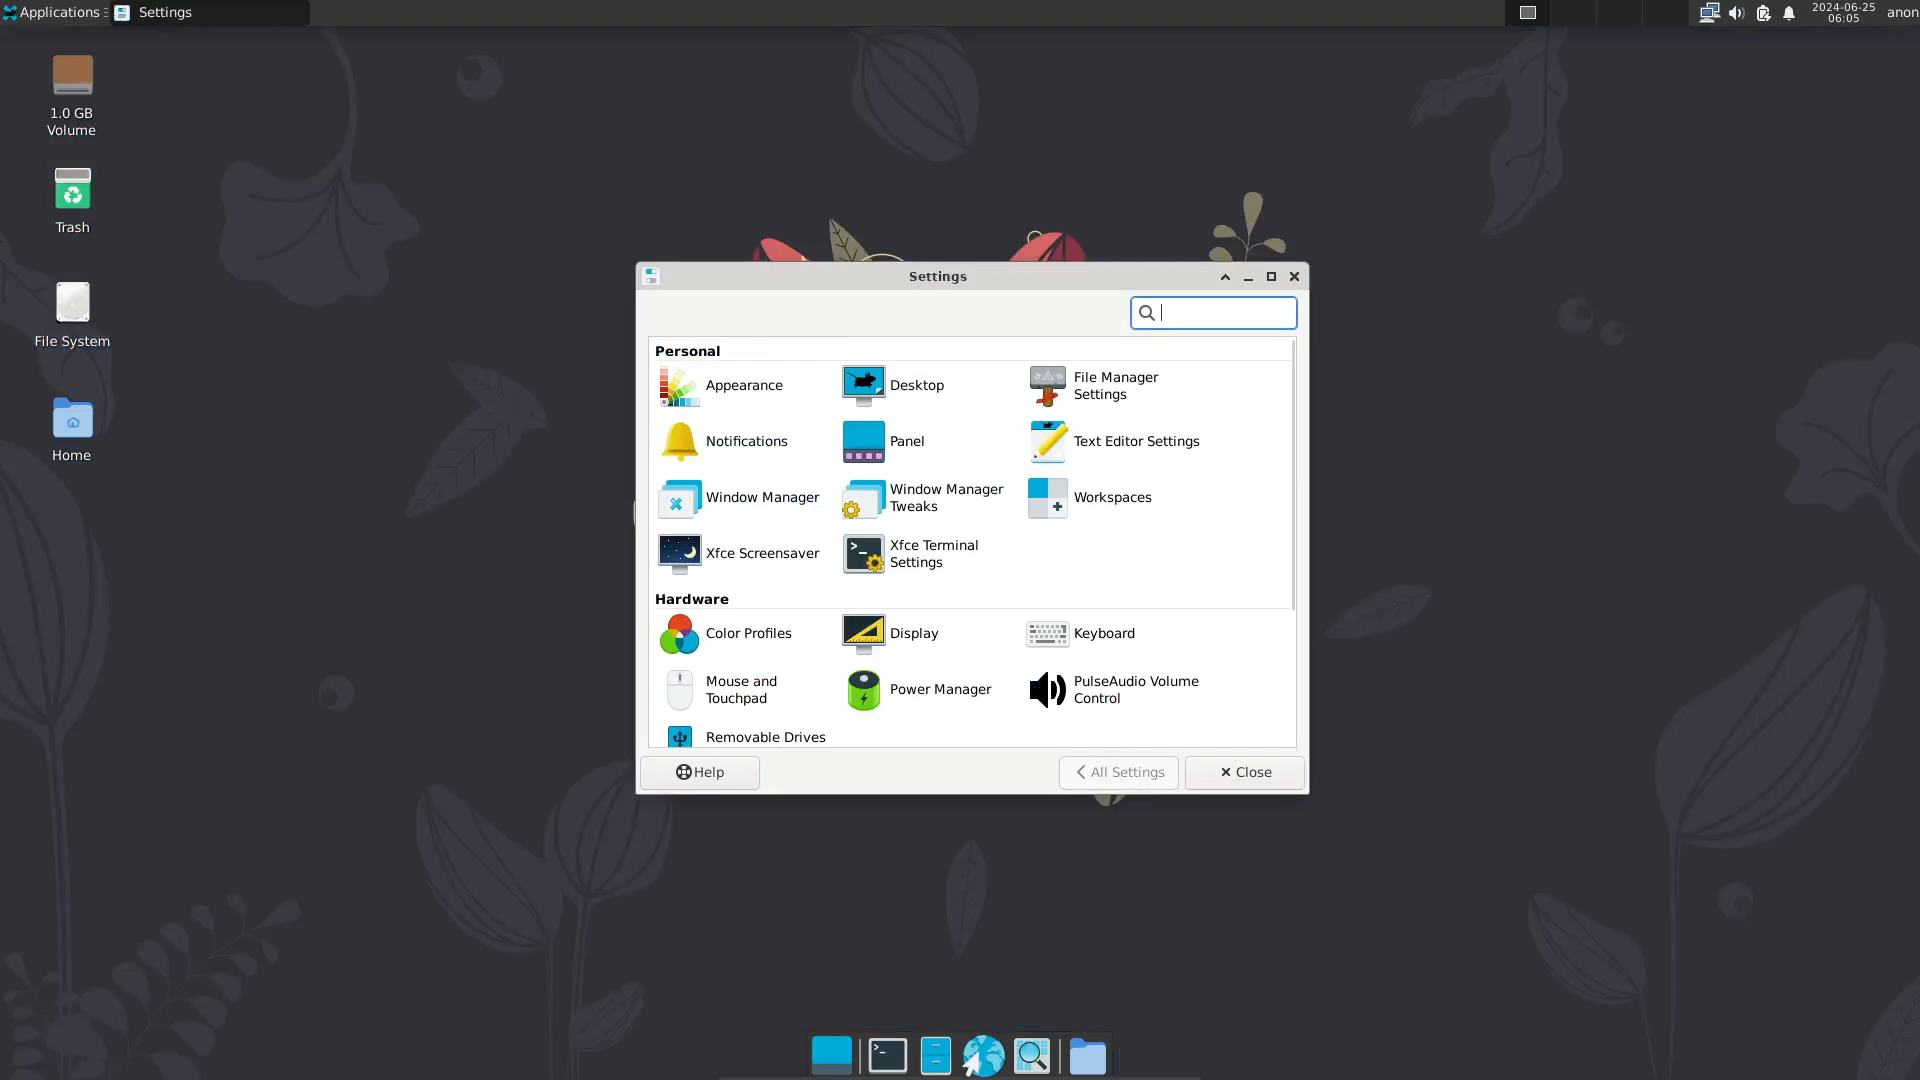 Applications
Settings
2024-06-25
06:05
anon
1.0 GB
Volume
Trash
File System
Home
Settings
Personal
Appearance
Desktop
File Manager
Settings
Notifications
Panel
Text Editor Settings
Window Manager
Window Manager
Tweaks
Workspaces
Xfce Screensaver
Xfce Terminal
Settings
Hardware
Color Profiles
Display
Keyboard
Mouse and
Touchpad
Power Manager
PulseAudio Volume
Control
Removable Drives
Help
All Settings
Close